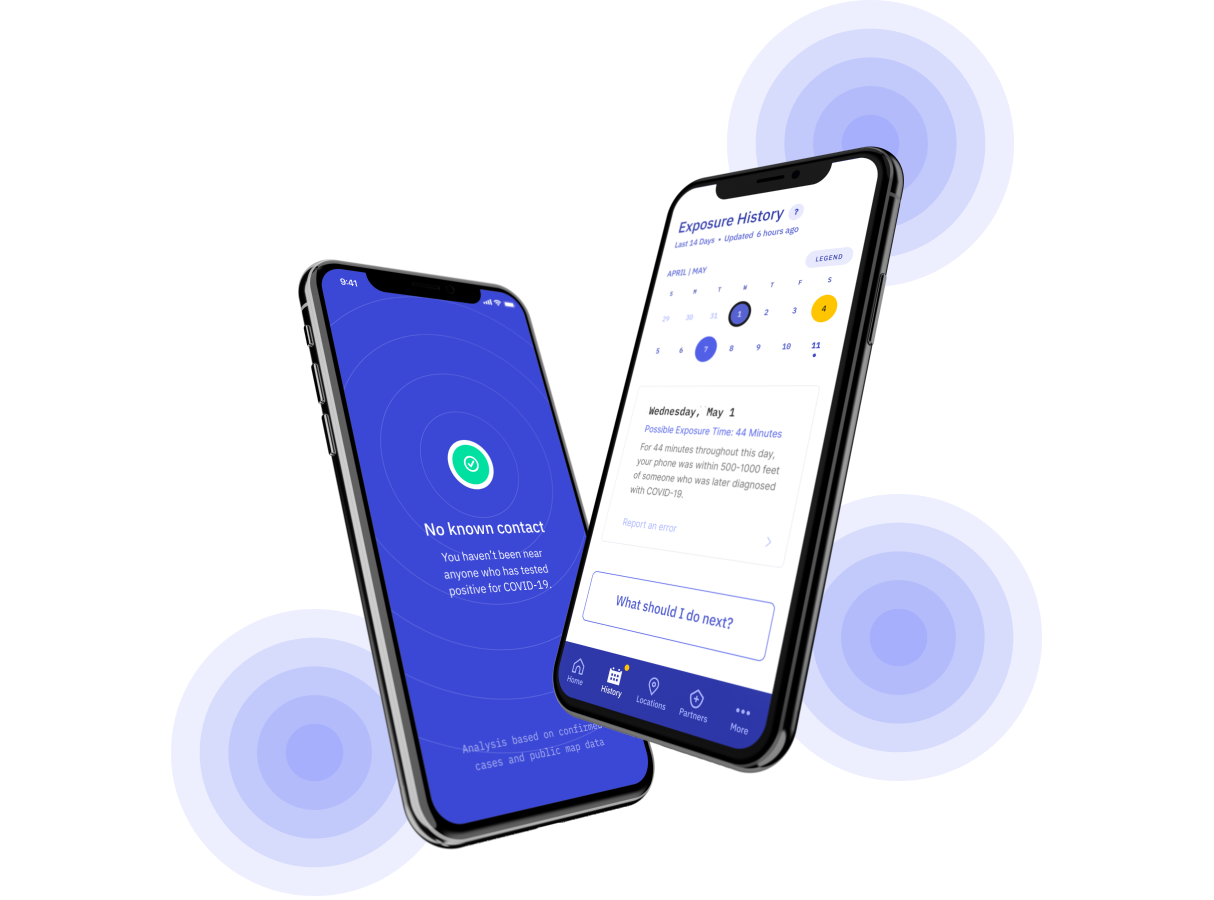 9:41
No known contact
You haven't been near
anyone who has tested
positive for COVID-19.
Analysis based on confirmed
cases and public map data
Exposure History ?
Last 14 Days • Updated 6 hours ago
LEGEND
APRIL | MAY
S M T W T F S
29 30 31 1 2 3 4
5 6 7 8 9 10 11
Wednesday, May 1
Possible Exposure Time: 44 Minutes
For 44 minutes throughout this day,
your phone was within 500-1000 feet
of someone who was later diagnosed
with COVID-19.
Report an error
What should I do next?
Home History Locations Partners More